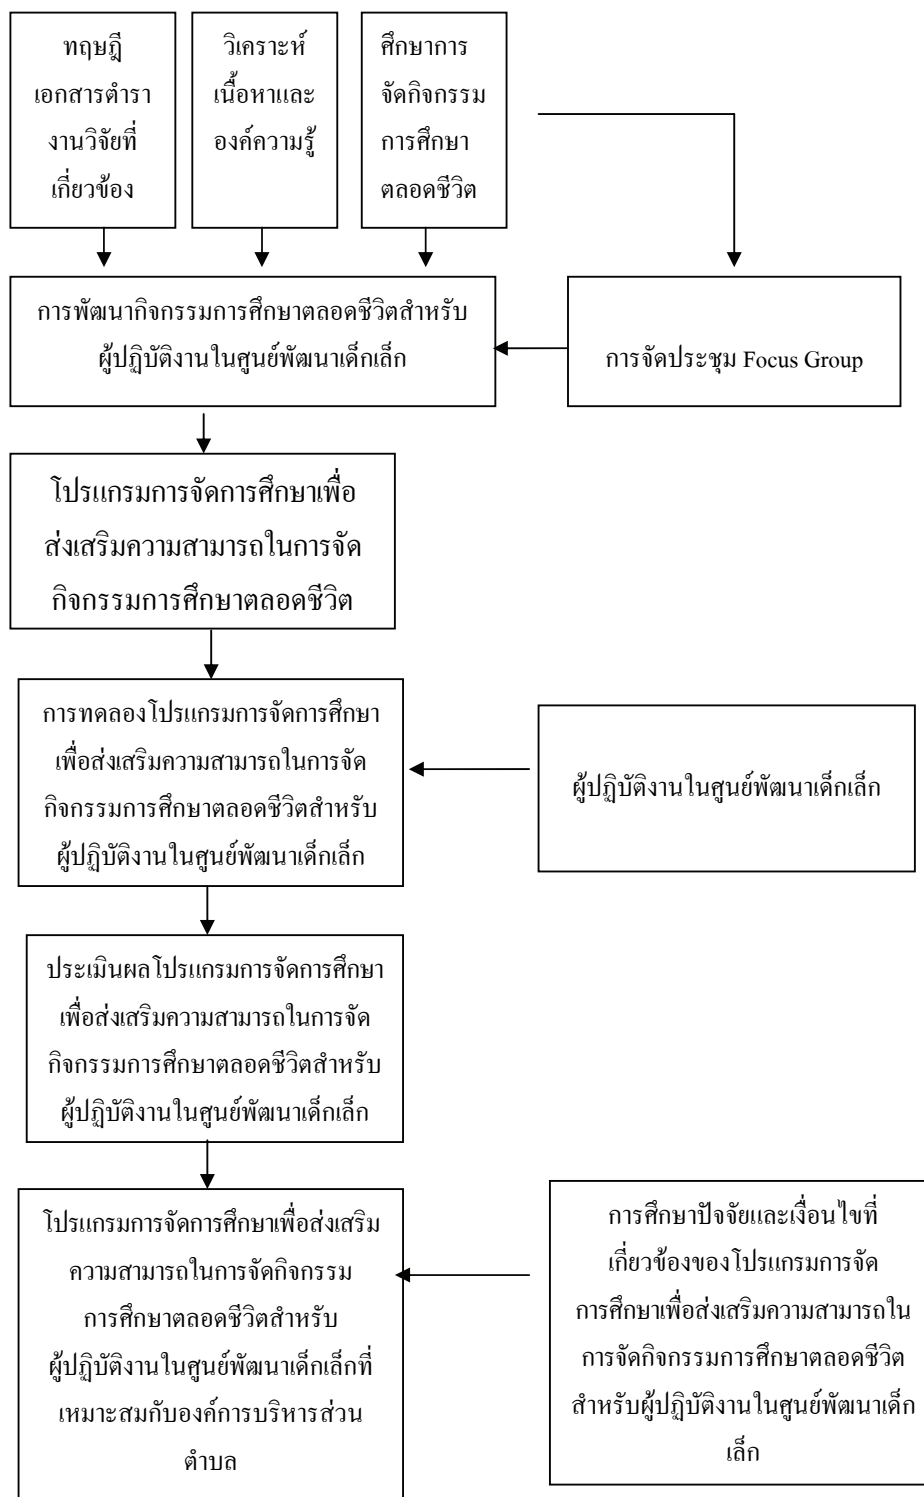 ทฤษฎี
เอกสารตำรา
งานวิจัยที่
เกี่ยวข้อง
วิเคราะห์
เนื้อหาและ
องค์ความรู้
ศึกษาการ
จัดกิจกรรม
การศึกษา
ตลอดชีวิต
การพัฒนากิจกรรมการศึกษาตลอดชีวิตสำหรับ
ผู้ปฏิบัติงานในศูนย์พัฒนาเด็กเล็ก
การจัดประชุม Focus Group
โปรแกรมการจัดการศึกษาเพื่อ
ส่งเสริมความสามารถในการจัด
กิจกรรมการศึกษาตลอดชีวิต
การทดลองโปรแกรมการจัดการศึกษา
เพื่อส่งเสริมความสามารถในการจัด
กิจกรรมการศึกษาตลอดชีวิตสำหรับ
ผู้ปฏิบัติงานในศูนย์พัฒนาเด็กเล็ก
ผู้ปฏิบัติงานในศูนย์พัฒนาเด็กเล็ก
ประเมินผลโปรแกรมการจัดการศึกษา
เพื่อส่งเสริมความสามารถในการจัด
กิจกรรมการศึกษาตลอดชีวิตสำหรับ
ผู้ปฏิบัติงานในศูนย์พัฒนาเด็กเล็ก
โปรแกรมการจัดการศึกษาเพื่อส่งเสริม
ความสามารถในการจัดกิจกรรม
การศึกษาตลอดชีวิตสำหรับ
ผู้ปฏิบัติงานในศูนย์พัฒนาเด็กเล็กที่
เหมาะสมกับองค์การบริหารส่วน
ตำบล
การศึกษาปัจจัยและเงื่อนไขที่
เกี่ยวข้องของโปรแกรมการจัด
การศึกษาเพื่อส่งเสริมความสามารถใน
การจัดกิจกรรมการศึกษาตลอดชีวิต
สำหรับผู้ปฏิบัติงานในศูนย์พัฒนาเด็ก
เล็ก